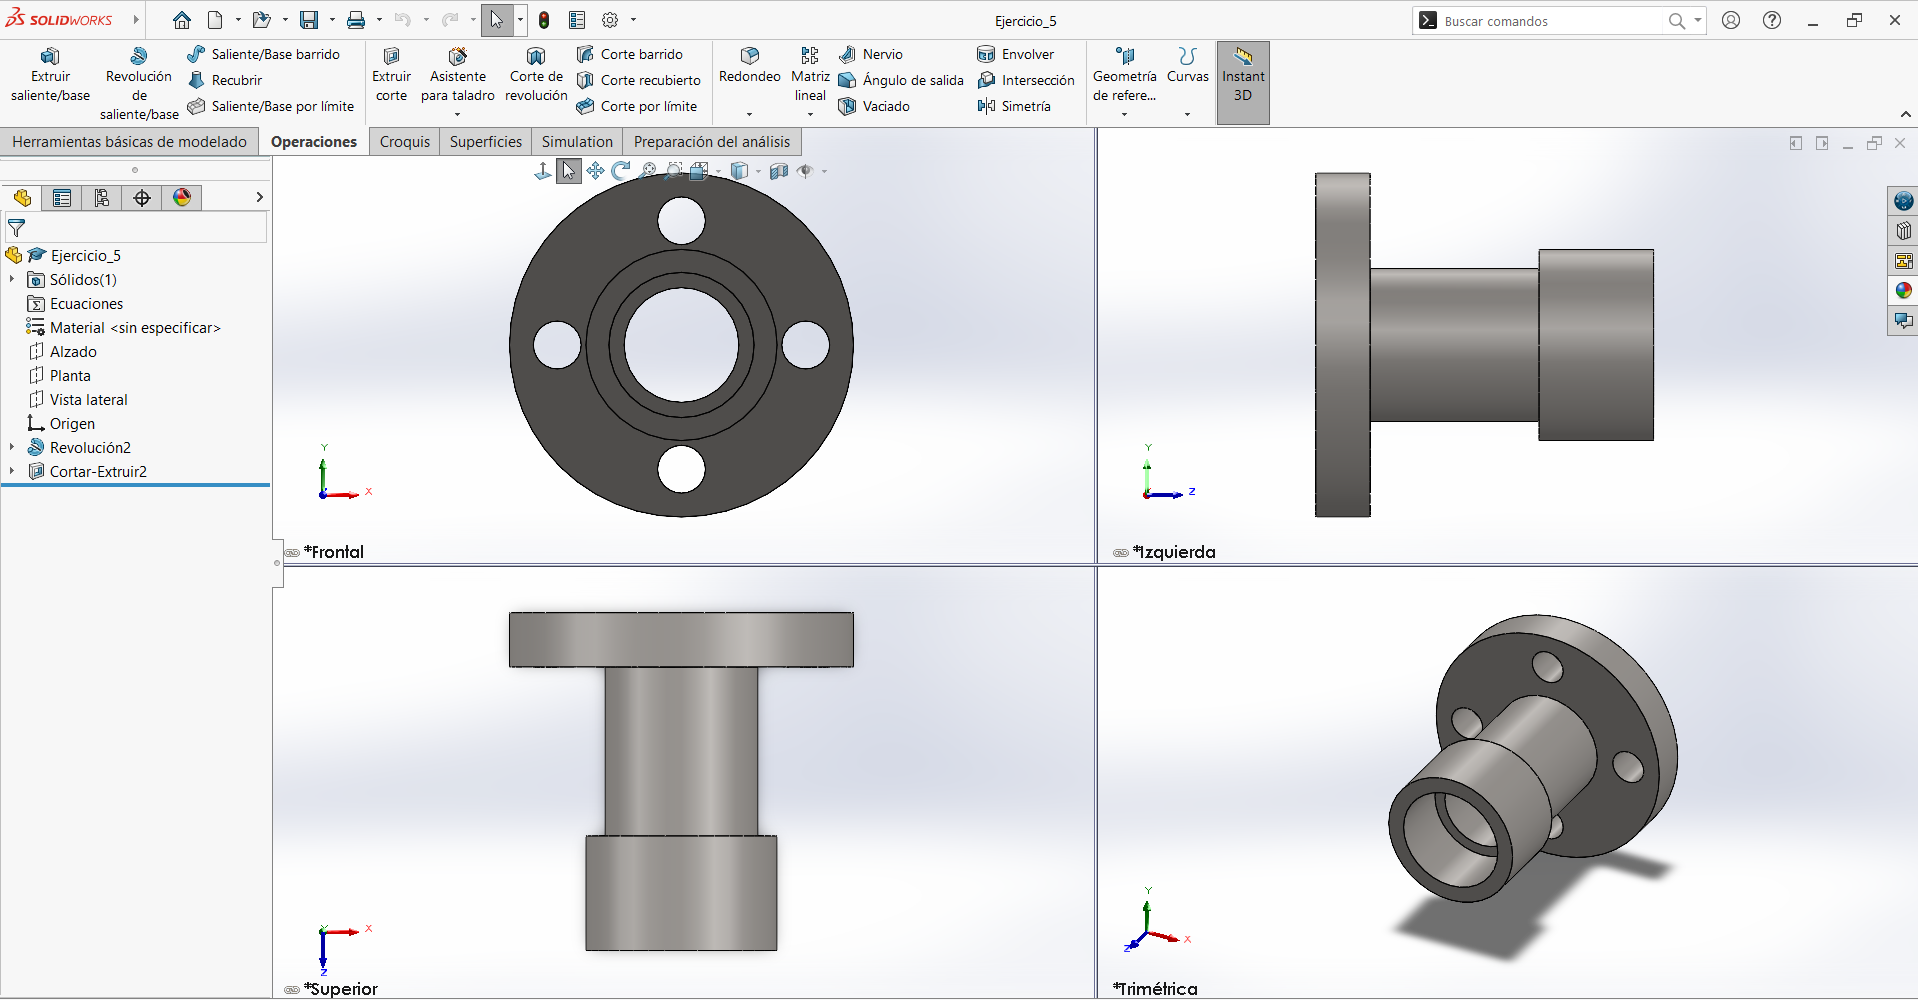 SOLIDWORKS
Ejercicio_5
Buscar comandos
Extruir saliente/base
Revolución de saliente/base
Saliente/Base barrido
Recubrir
Saliente/Base por límite
Extruir corte
Asistente para taladro
Corte de revolución
Corte barrido
Corte recubierto
Corte por límite
Redondeo
Matriz lineal
Nervio
Ángulo de salida
Vaciado
Envolver
Intersección
Simetría
Geometría de refere...
Curvas
Instant 3D
Herramientas básicas de modelado
Operaciones
Croquis
Superficies
Simulation
Preparación del análisis
Ejercicio_5
Sólidos(1)
Ecuaciones
Material <sin especificar>
Alzado
Planta
Vista lateral
Origen
Revolución2
Cortar-Extruir2
Y
X
*Frontal
Y
Z
*Izquierda
Y
X
Z
*Superior
Y
X
Z
*Trimétrica